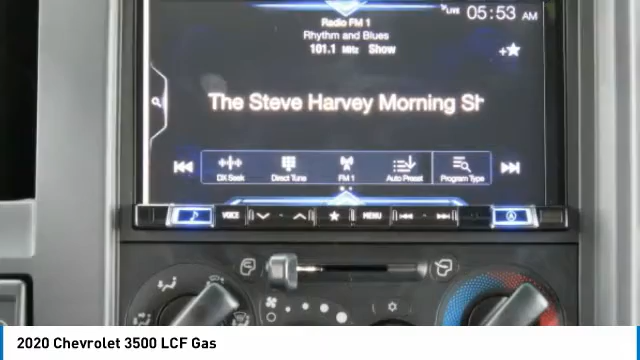 Radio FM 1
LIVE 05:53 AM
Rhythm and Blues
101.1 MHz Show
The Steve Harvey Morning Sh
DX Seek Direct Tune FM 1 Auto Preset Program Type
VOICE MENU
A
2020 Chevrolet 3500 LCF Gas